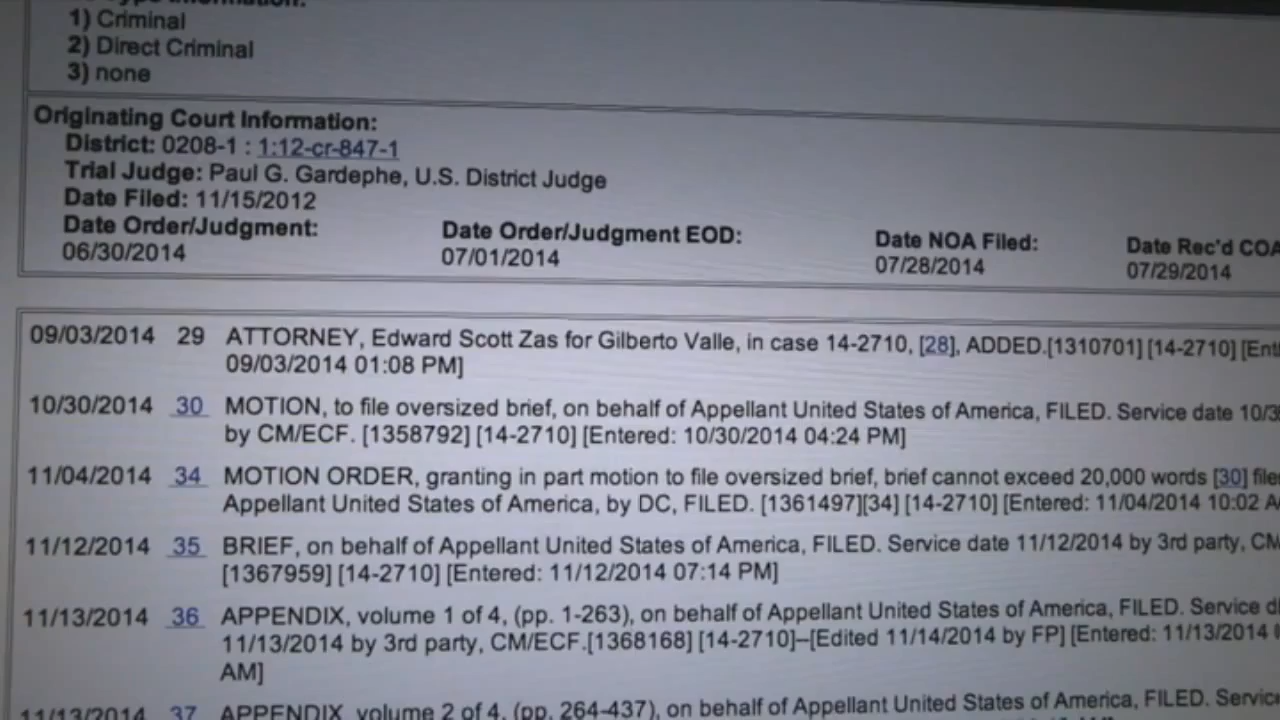 1) Criminal
2) Direct Criminal
3) none
Originating Court Information:
District: 0208-1 : 1:12-cr-847-1
Trial Judge: Paul G. Gardephe, U.S. District Judge
Date Filed: 11/15/2012
Date Order/Judgment: Date Order/Judgment EOD: Date NOA Filed: Date Rec'd COA
06/30/2014 07/01/2014 07/28/2014 07/29/2014
09/03/2014 29 ATTORNEY, Edward Scott Zas for Gilberto Valle, in case 14-2710, [28], ADDED.[1310701] [14-2710]
09/03/2014 01:08 PM]
10/30/2014 30 MOTION, to file oversized brief, on behalf of Appellant United States of America, FILED. Service date
by CM/ECF. [1358792] [14-2710] [Entered: 10/30/2014 04:24 PM]
11/04/2014 34 MOTION ORDER, granting in part motion to file oversized brief, brief cannot exceed 20,000 words [30]
Appellant United States of America, by DC, FILED. [1361497][34] [14-2710] [Entered: 11/04/2014 10:02
11/12/2014 35 BRIEF, on behalf of Appellant United States of America, FILED. Service date 11/12/2014 by 3rd party,
[1367959] [14-2710] [Entered: 11/12/2014 07:14 PM]
11/13/2014 36 APPENDIX, volume 1 of 4, (pp. 1-263), on behalf of Appellant United States of America, FILED. Service
11/13/2014 by 3rd party, CM/ECF.[1368168] [14-2710]--[Edited 11/14/2014 by FP] [Entered: 11/13/2014
AM]
11/13/2014 37 APPENDIX, volume 2 of 4, (pp. 264-437), on behalf of Appellant United States of America, FILED.